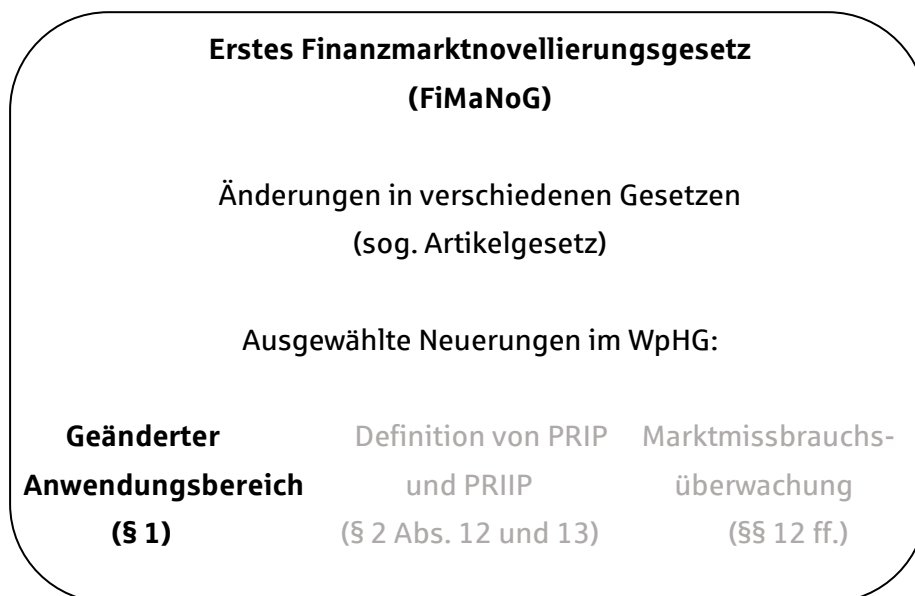 Erstes Finanzmarktnovellierungsgesetz
(FiMaNoG)
Änderungen in verschiedenen Gesetzen
(sog. Artikelgesetz)
Ausgewählte Neuerungen im WpHG:
Geänderter
Anwendungsbereich
(§ 1)
Definition von PRIP
und PRIIP
(§ 2 Abs. 12 und 13)
Marktmissbrauchs-
überwachung
(§§ 12 ff.)